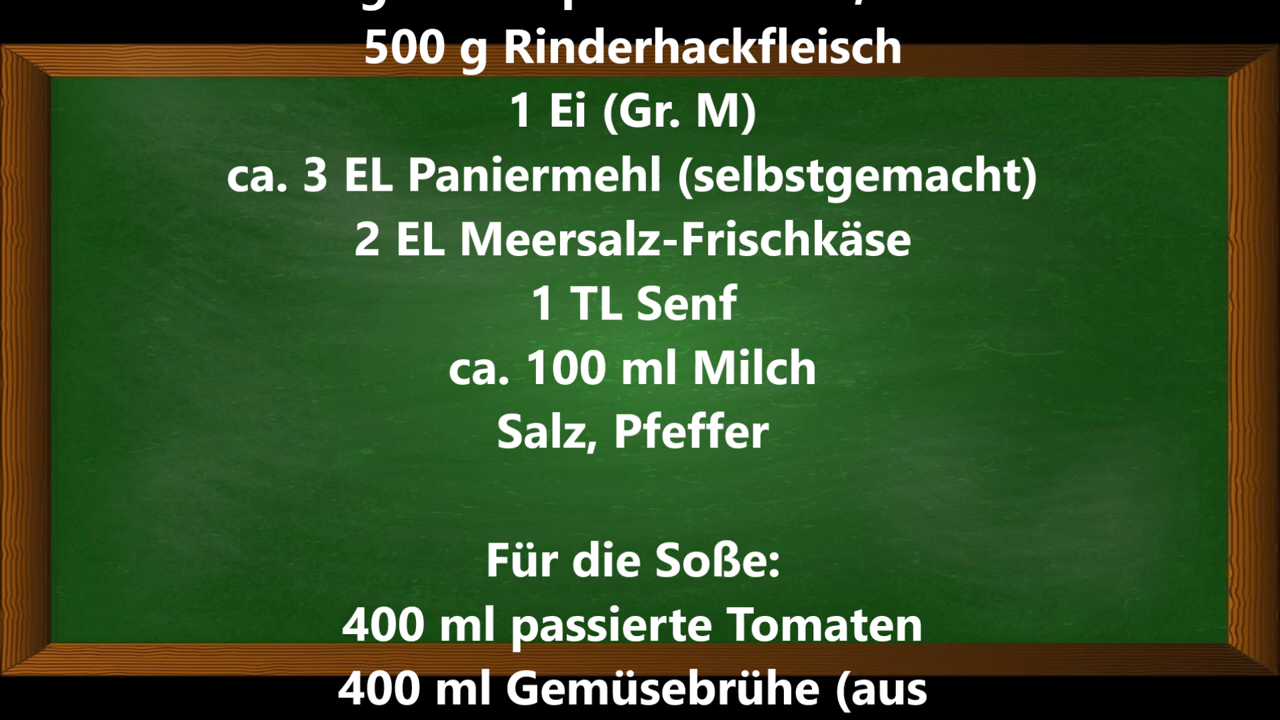 500 g Rinderhackfleisch
1 Ei (Gr. M)
ca. 3 EL Paniermehl (selbstgemacht)
2 EL Meersalz-Frischkäse
1 TL Senf
ca. 100 ml Milch
Salz, Pfeffer
Für die Soße:
400 ml passierte Tomaten
400 ml Gemüsebrühe (aus